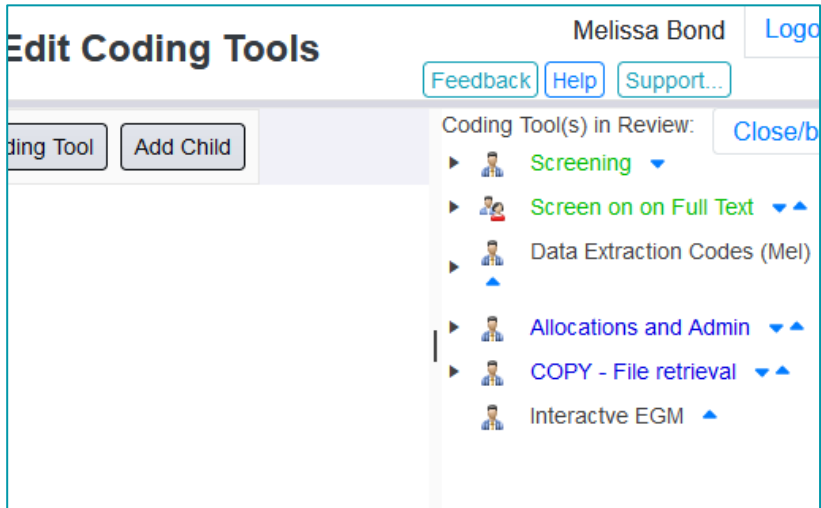 Edit Coding Tools
Melissa Bond
Logo
Feedback Help Support...
ding Tool Add Child
Coding Tool(s) in Review:
Close/b
Screening
Screen on on Full Text
Data Extraction Codes (Mel)
Allocations and Admin
COPY - File retrieval
Interactve EGM